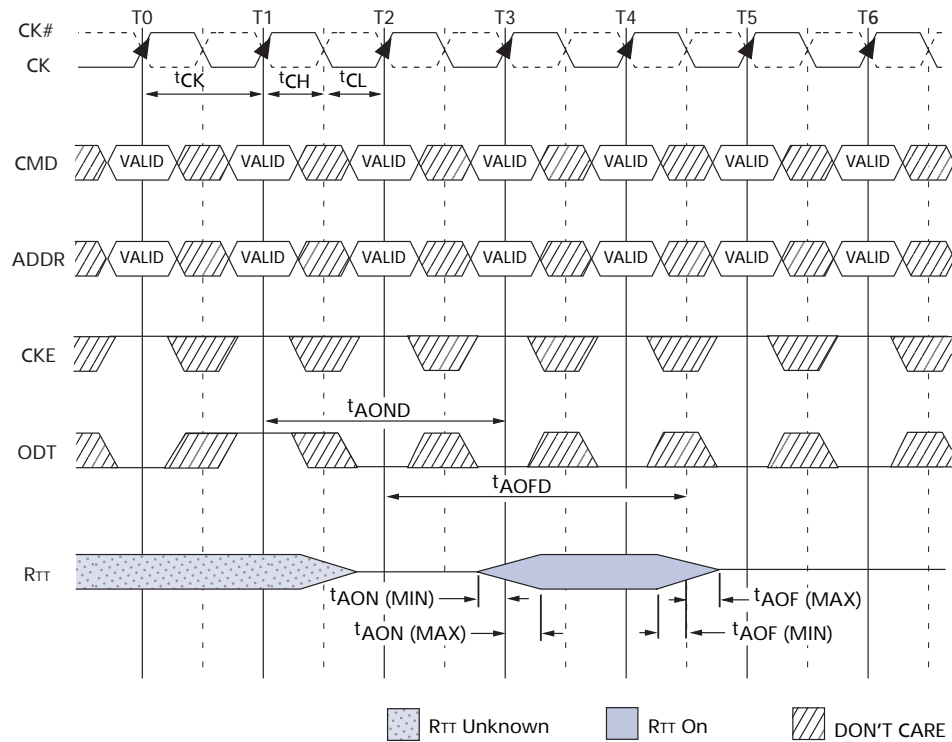 T0 T1 T2 T3 T4 T5 T6
CK#
CK
tCK tCH tCL
CMD VALID VALID VALID VALID VALID VALID VALID
ADDR VALID VALID VALID VALID VALID VALID VALID
CKE
tAOND
ODT
tAOFD
RTT
tAON (MIN) tAOF (MAX)
tAON (MAX) tAOF (MIN)
RTT Unknown RTT On DON'T CARE